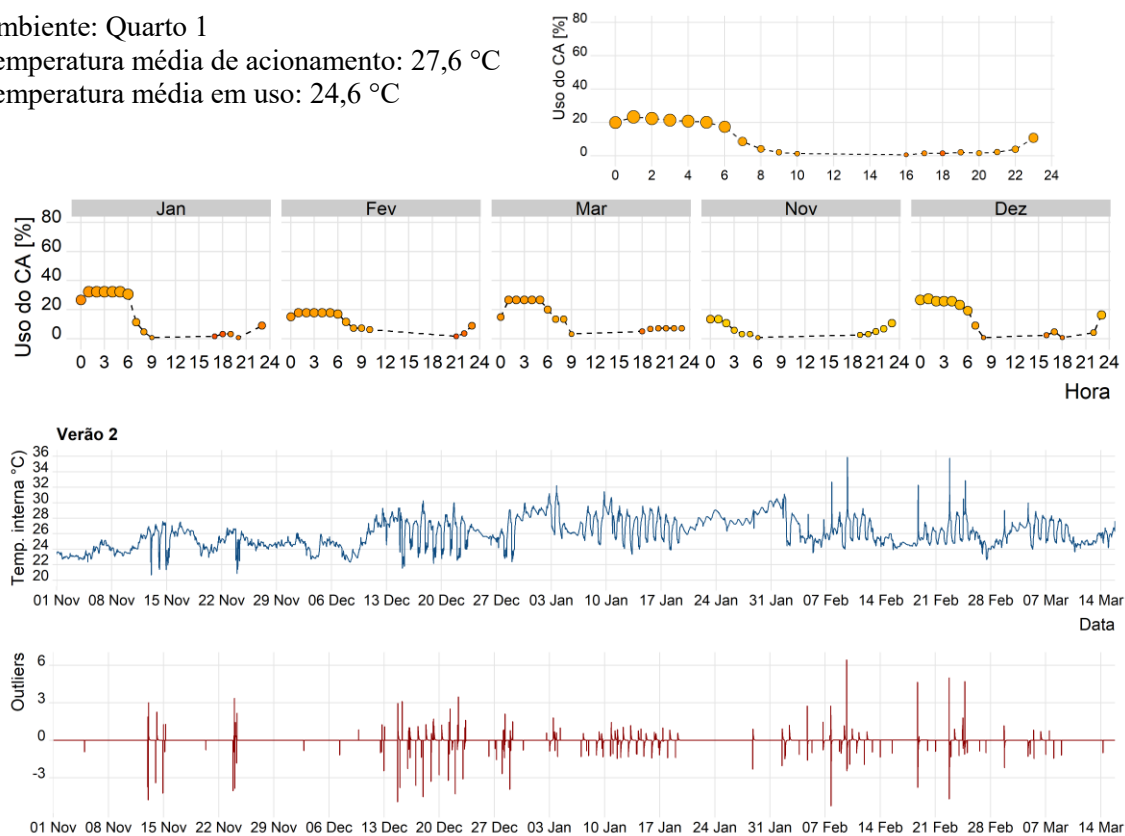 mbiente: Quarto 1
emperatura média de acionamento: 27,6 °C
emperatura média em uso: 24,6 °C
Uso do CA [%]
80
60
40
20
0
0 2 4 6 8 10 12 14 16 18 20 22 24
Jan Fev Mar Nov Dez
Uso do CA [%]
80
60
40
20
0
0 3 6 9 12 15 18 21 24 0 3 6 9 12 15 18 21 24 0 3 6 9 12 15 18 21 24 0 3 6 9 12 15 18 21 24 0 3 6 9 12 15 18 21 24
Hora
Verão 2
Temp. interna °C)
36
34
32
30
28
26
24
22
20
01 Nov 08 Nov 15 Nov 22 Nov 29 Nov 06 Dec 13 Dec 20 Dec 27 Dec 03 Jan 10 Jan 17 Jan 24 Jan 31 Jan 07 Feb 14 Feb 21 Feb 28 Feb 07 Mar 14 Mar
Data
Outliers
6
3
0
-3
01 Nov 08 Nov 15 Nov 22 Nov 29 Nov 06 Dec 13 Dec 20 Dec 27 Dec 03 Jan 10 Jan 17 Jan 24 Jan 31 Jan 07 Feb 14 Feb 21 Feb 28 Feb 07 Mar 14 Mar